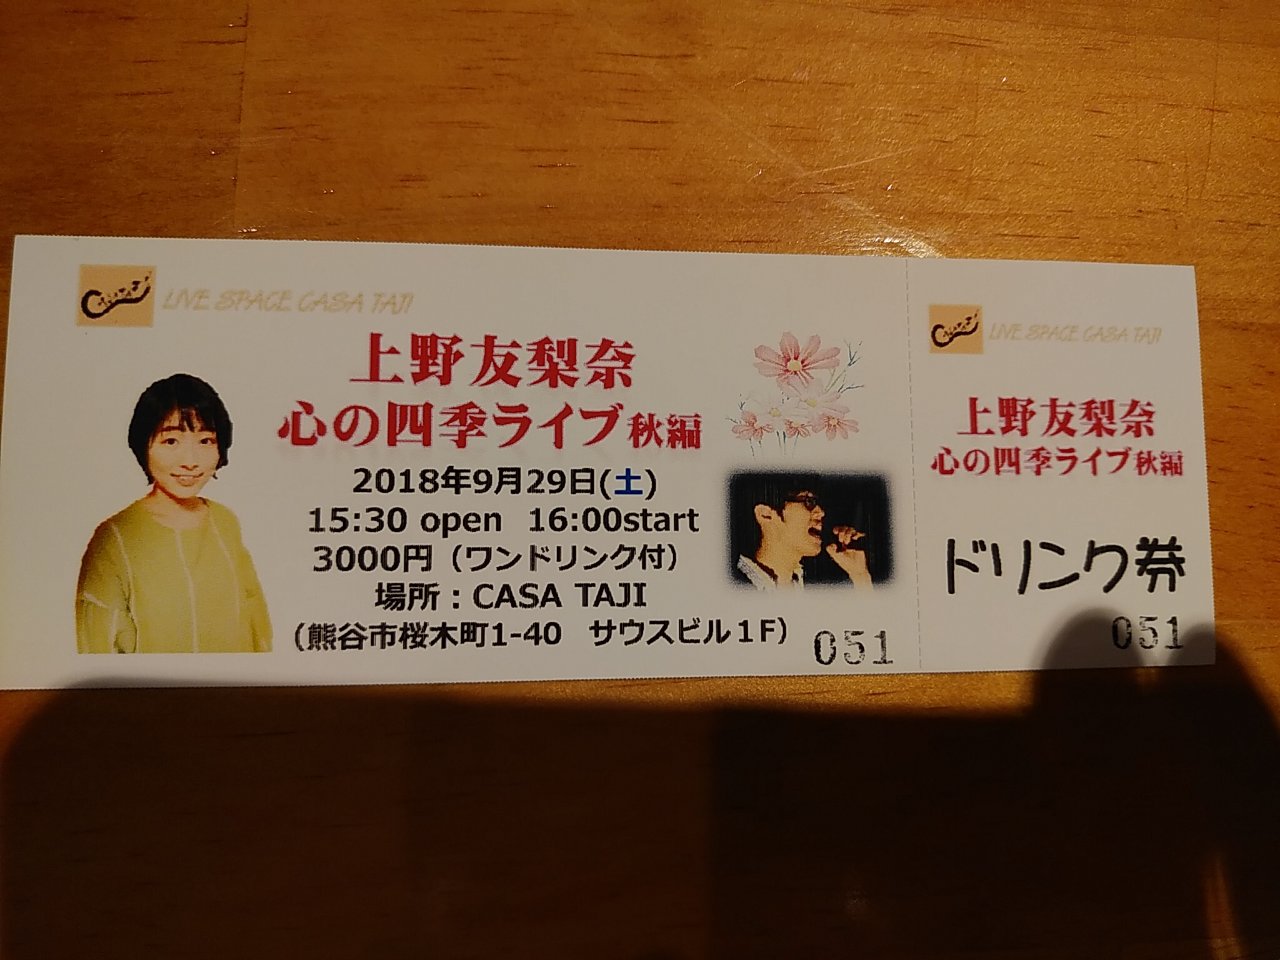 LIVE SPACE CASA TAJI
上野友梨奈
心の四季ライブ秋編
2018年9月29日(土)
15:30 open 16:00start
3000円（ワンドリンク付）
場所：CASA TAJI
（熊谷市桜木町1-40 サウスビル１F）
051
LIVE SPACE CASA TAJI
上野友梨奈
心の四季ライブ秋編
ドリンク券
051